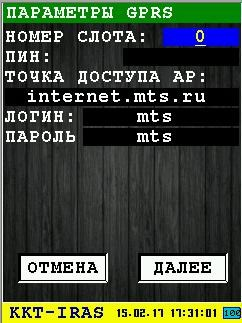 ПАРАМЕТРЫ GPRS
НОМЕР СЛОТА: 0
ПИН:
ТОЧКА ДОСТУПА AP:
internet.mts.ru
ЛОГИН: mts
ПАРОЛЬ mts
ОТМЕНА ДАЛЕЕ
KKT-IRAS 15.02.17 17:31:01 100